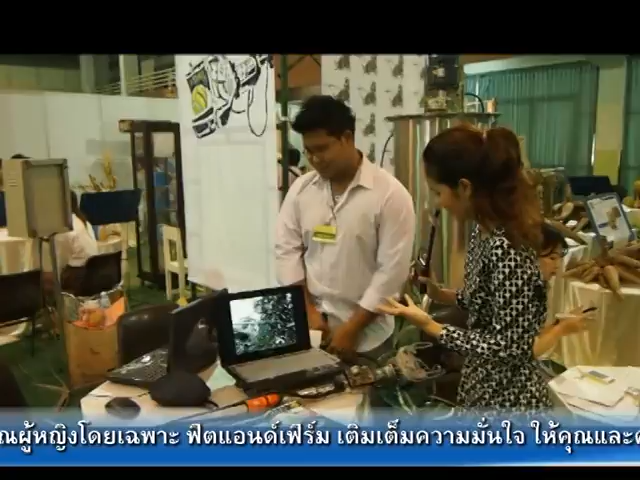 ณผู้หญิงโดยเฉพาะ ฟิตแอนด์เฟิร์ม เติมเต็มความมั่นใจ ให้คุณและค